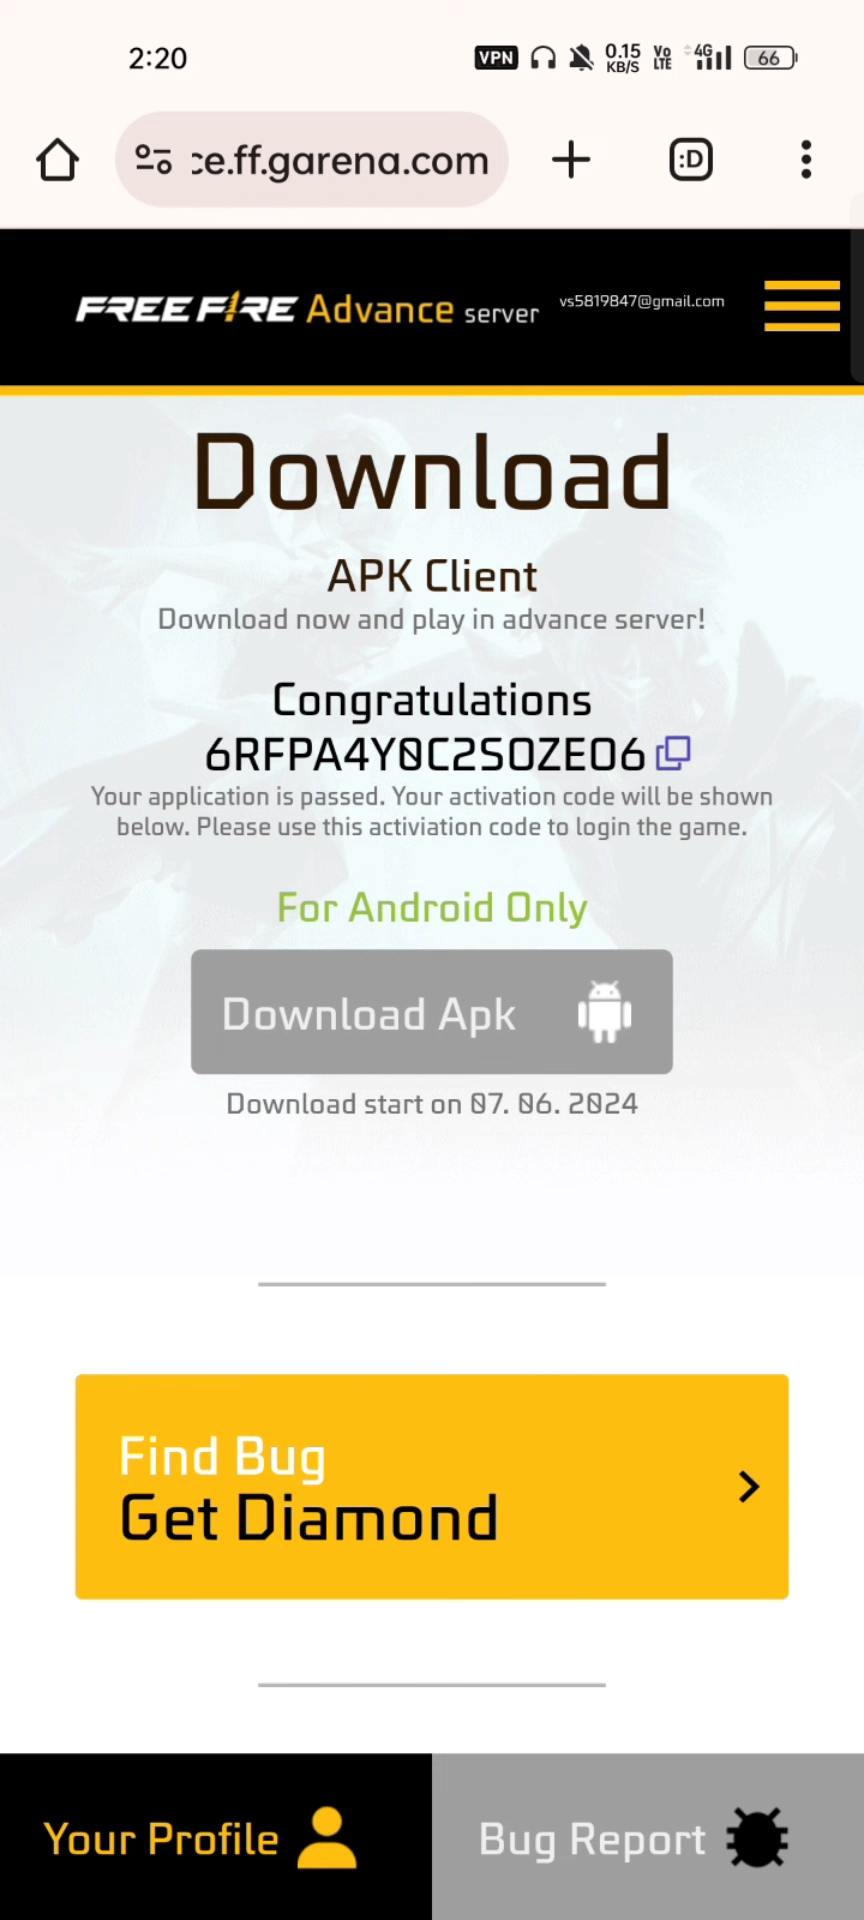 2:20 VPN 0.15 KB/S Vo LTE 4G 66
:D
ce.ff.garena.com
FREE FIRE Advance server vs5819847@gmail.com
Download
APK Client
Download now and play in advance server!
Congratulations
6RFPA4Y0C2SOZEO6
Your application is passed. Your activation code will be shown
below. Please use this activiation code to login the game.
For Android Only
Download Apk
Download start on 07. 06. 2024
Find Bug
Get Diamond
Your Profile
Bug Report